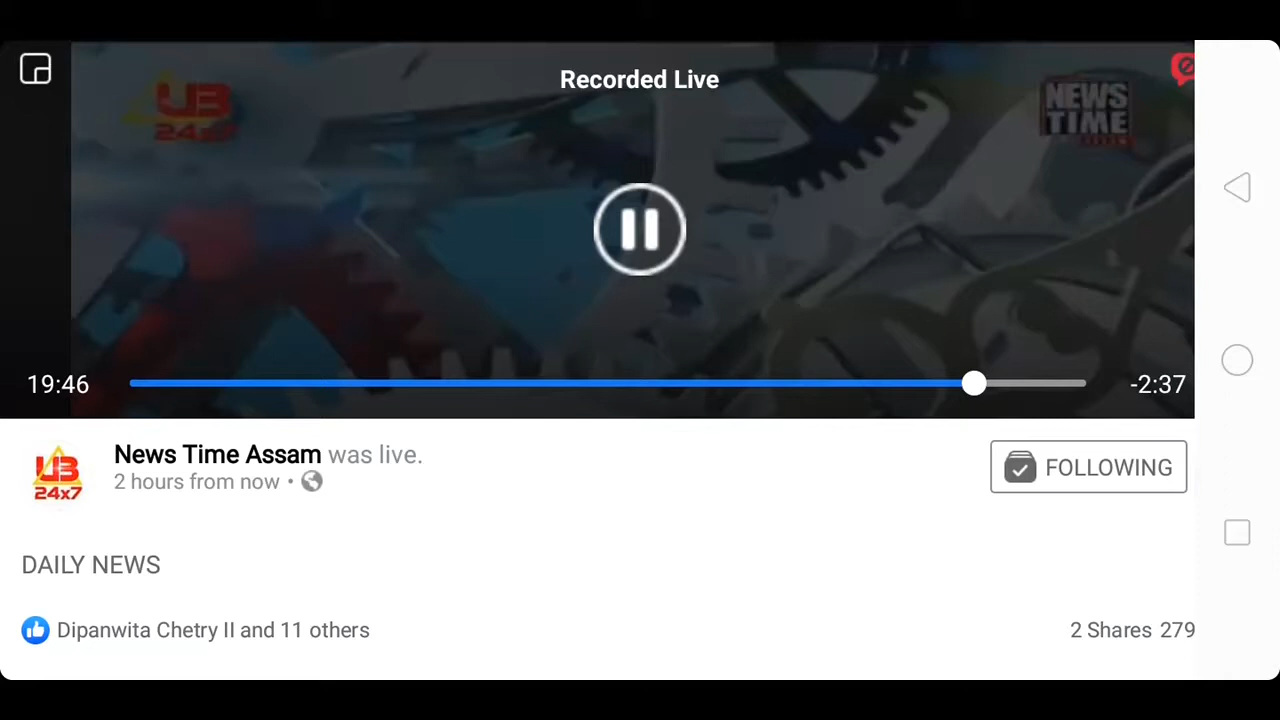 Recorded Live
UB
24x7
NEWS
TIME
19:46
-2:37
UB
24x7
News Time Assam was live.
2 hours from now •
FOLLOWING
DAILY NEWS
Dipanwita Chetry II and 11 others
2 Shares 279